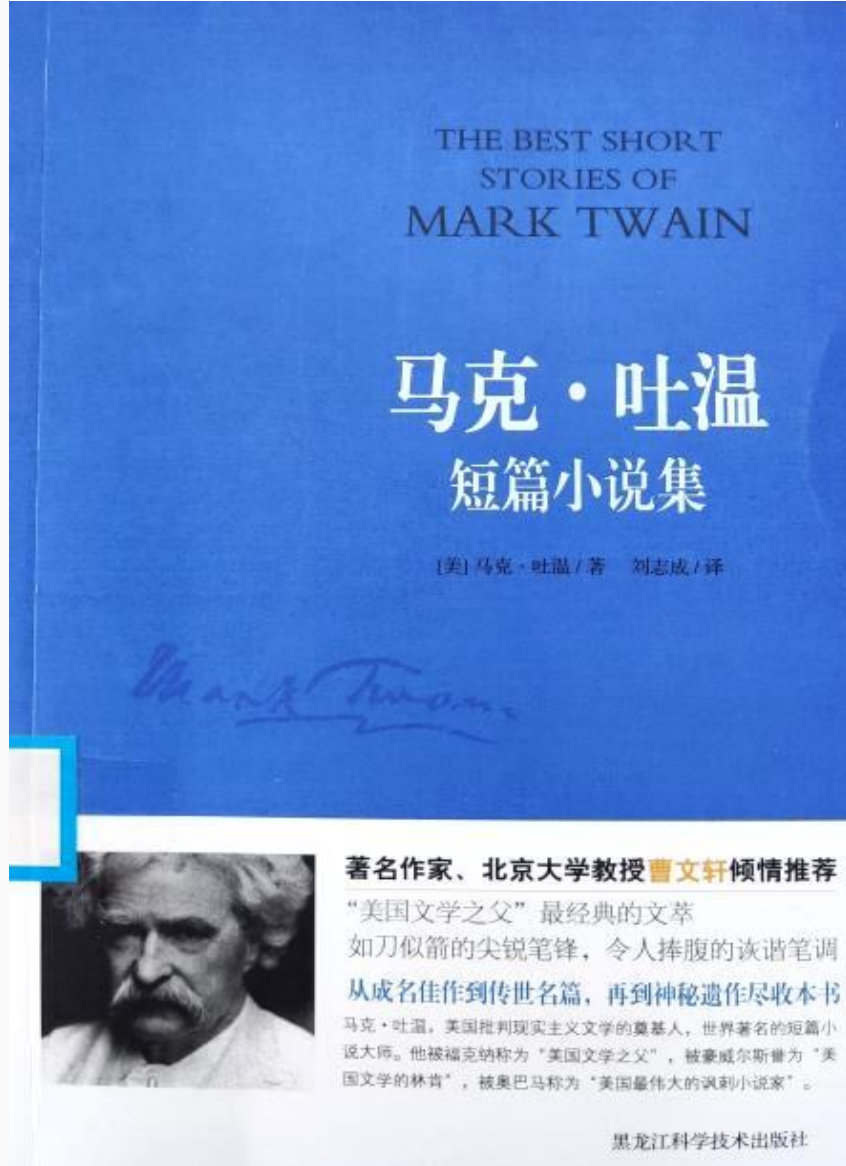 THE BEST SHORT
STORIES OF
MARK TWAIN
马克·吐温
短篇小说集
[美] 马克·吐温 / 著 刘志成 / 译
Mark Twain
著名作家、北京大学教授曹文轩倾情推荐
“美国文学之父”最经典的文萃
如刀似箭的尖锐笔锋，令人捧腹的诙谐笔调
从成名佳作到传世名篇，再到神秘遗作尽收本书
马克·吐温，美国批判现实主义文学的奠基人，世界著名的短篇小
说大师。他被福克纳称为“美国文学之父”，被豪威尔斯誉为“美
国文学的林肯”，被奥巴马称为“美国最伟大的讽刺小说家”。
黑龙江科学技术出版社